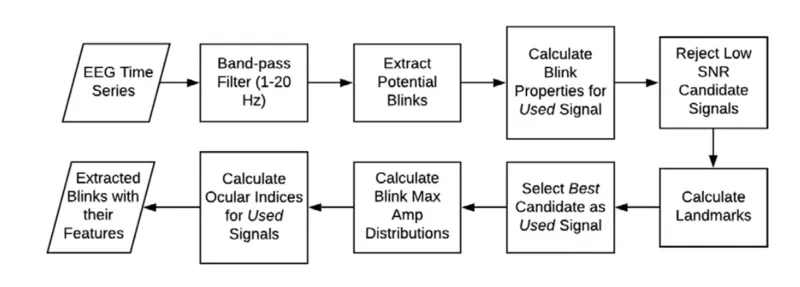 EEG Time
Series
Band-pass
Filter (1-20
Hz)
Extract
Potential
Blinks
Calculate
Blink
Properties for
Used Signal
Reject Low
SNR
Candidate
Signals
Calculate
Landmarks
Select Best
Candidate as
Used Signal
Calculate
Blink Max
Amp
Distributions
Calculate
Ocular Indices
for Used
Signals
Extracted
Blinks with
their
Features